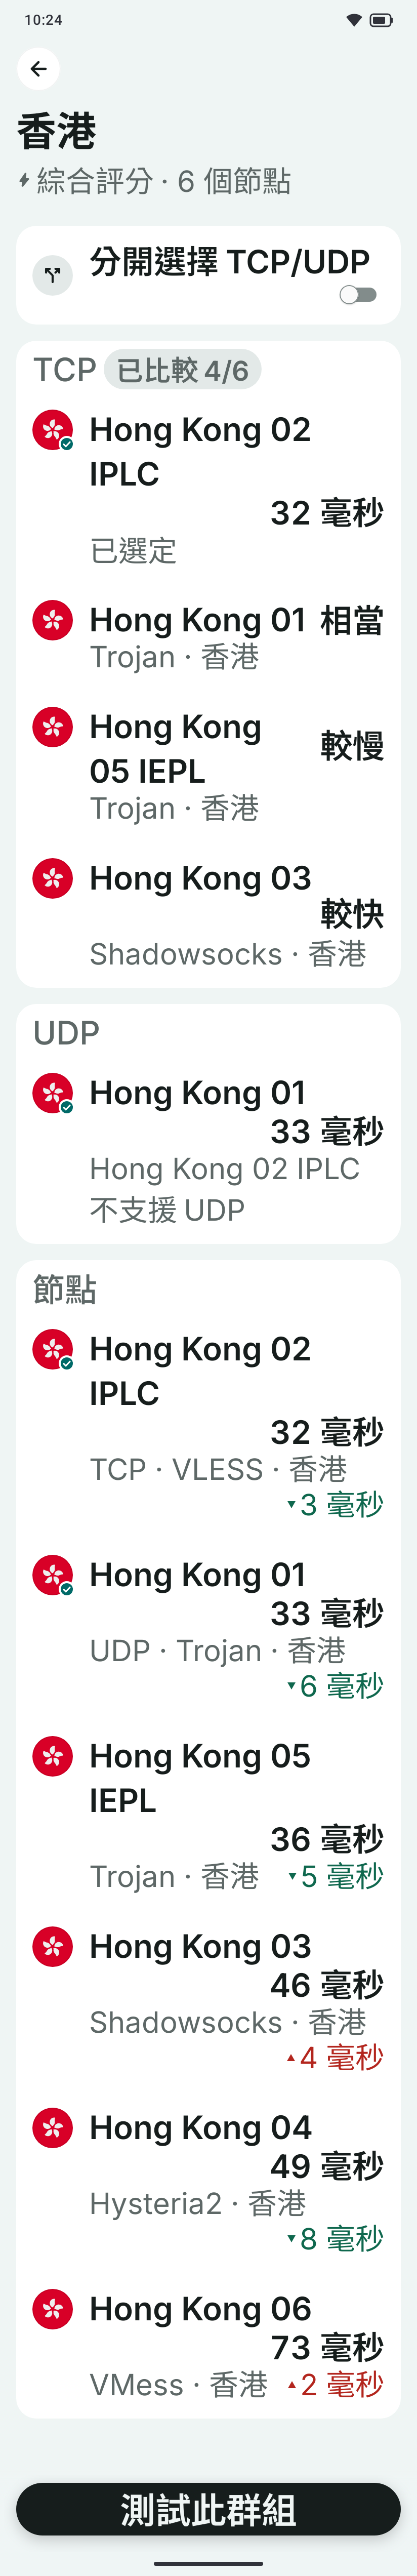 10:24
香港
綜合評分 · 6 個節點
分開選擇 TCP/UDP
TCP 已比較 4/6
Hong Kong 02
IPLC
32 毫秒
已選定
Hong Kong 01 相當
Trojan · 香港
Hong Kong
05 IEPL
較慢
Trojan · 香港
Hong Kong 03
較快
Shadowsocks · 香港
UDP
Hong Kong 01
33 毫秒
Hong Kong 02 IPLC
不支援 UDP
節點
Hong Kong 02
IPLC
32 毫秒
TCP · VLESS · 香港
▾3 毫秒
Hong Kong 01
33 毫秒
UDP · Trojan · 香港
▾6 毫秒
Hong Kong 05
IEPL
36 毫秒
Trojan · 香港 ▾5 毫秒
Hong Kong 03
46 毫秒
Shadowsocks · 香港
▴4 毫秒
Hong Kong 04
49 毫秒
Hysteria2 · 香港
▾8 毫秒
Hong Kong 06
73 毫秒
VMess · 香港 ▴2 毫秒
測試此群組